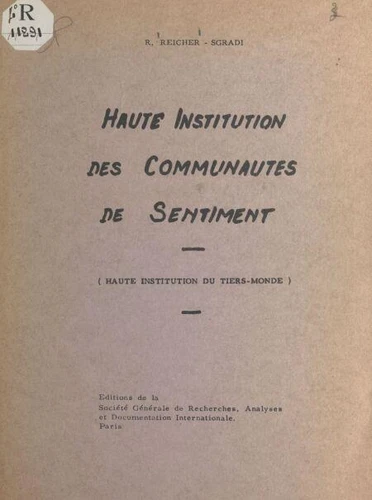 R
11891
R. REICHER - SGRADI
HAUTE INSTITUTION
DES COMMUNAUTES
DE SENTIMENT
( HAUTE INSTITUTION DU TIERS-MONDE )
Editions de la
Société Générale de Recherches, Analyses
et Documentation Internationale.
Paris